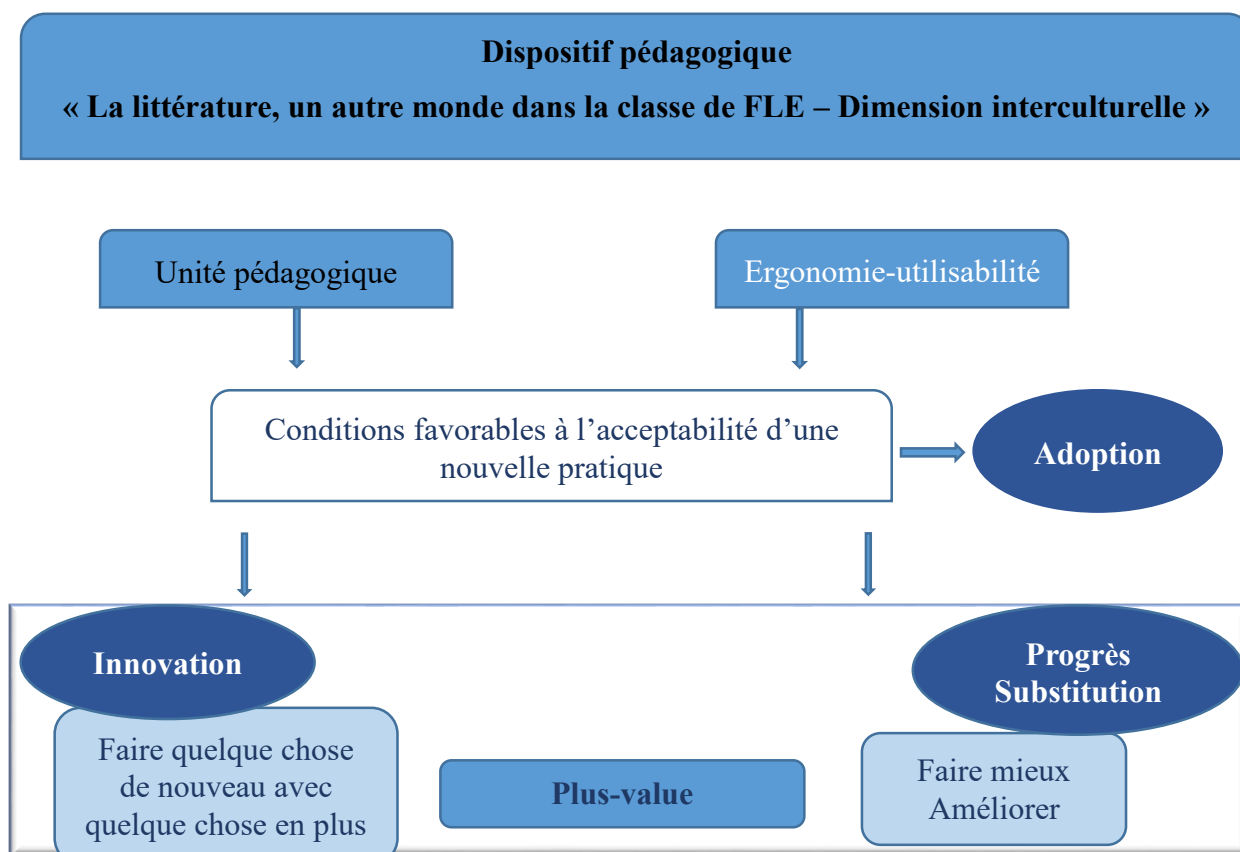 Dispositif pédagogique
« La littérature, un autre monde dans la classe de FLE – Dimension interculturelle »
Unité pédagogique
Ergonomie-utilisabilité
Conditions favorables à l’acceptabilité d’une
nouvelle pratique
Adoption
Innovation
Progrès
Substitution
Faire quelque chose
de nouveau avec
quelque chose en plus
Plus-value
Faire mieux
Améliorer